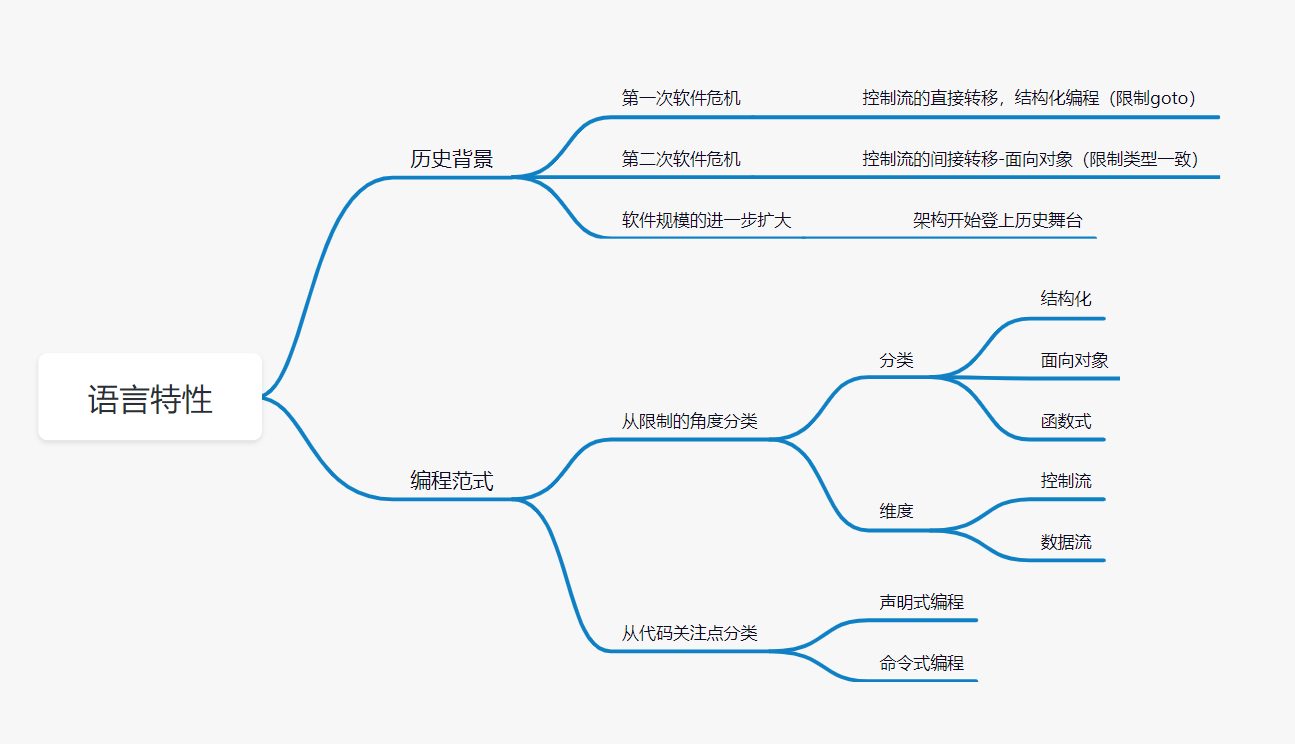 语言特性
历史背景
第一次软件危机
控制流的直接转移，结构化编程（限制goto）
第二次软件危机
控制流的间接转移-面向对象（限制类型一致）
软件规模的进一步扩大
架构开始登上历史舞台
编程范式
从限制的角度分类
分类
结构化
面向对象
函数式
维度
控制流
数据流
从代码关注点分类
声明式编程
命令式编程